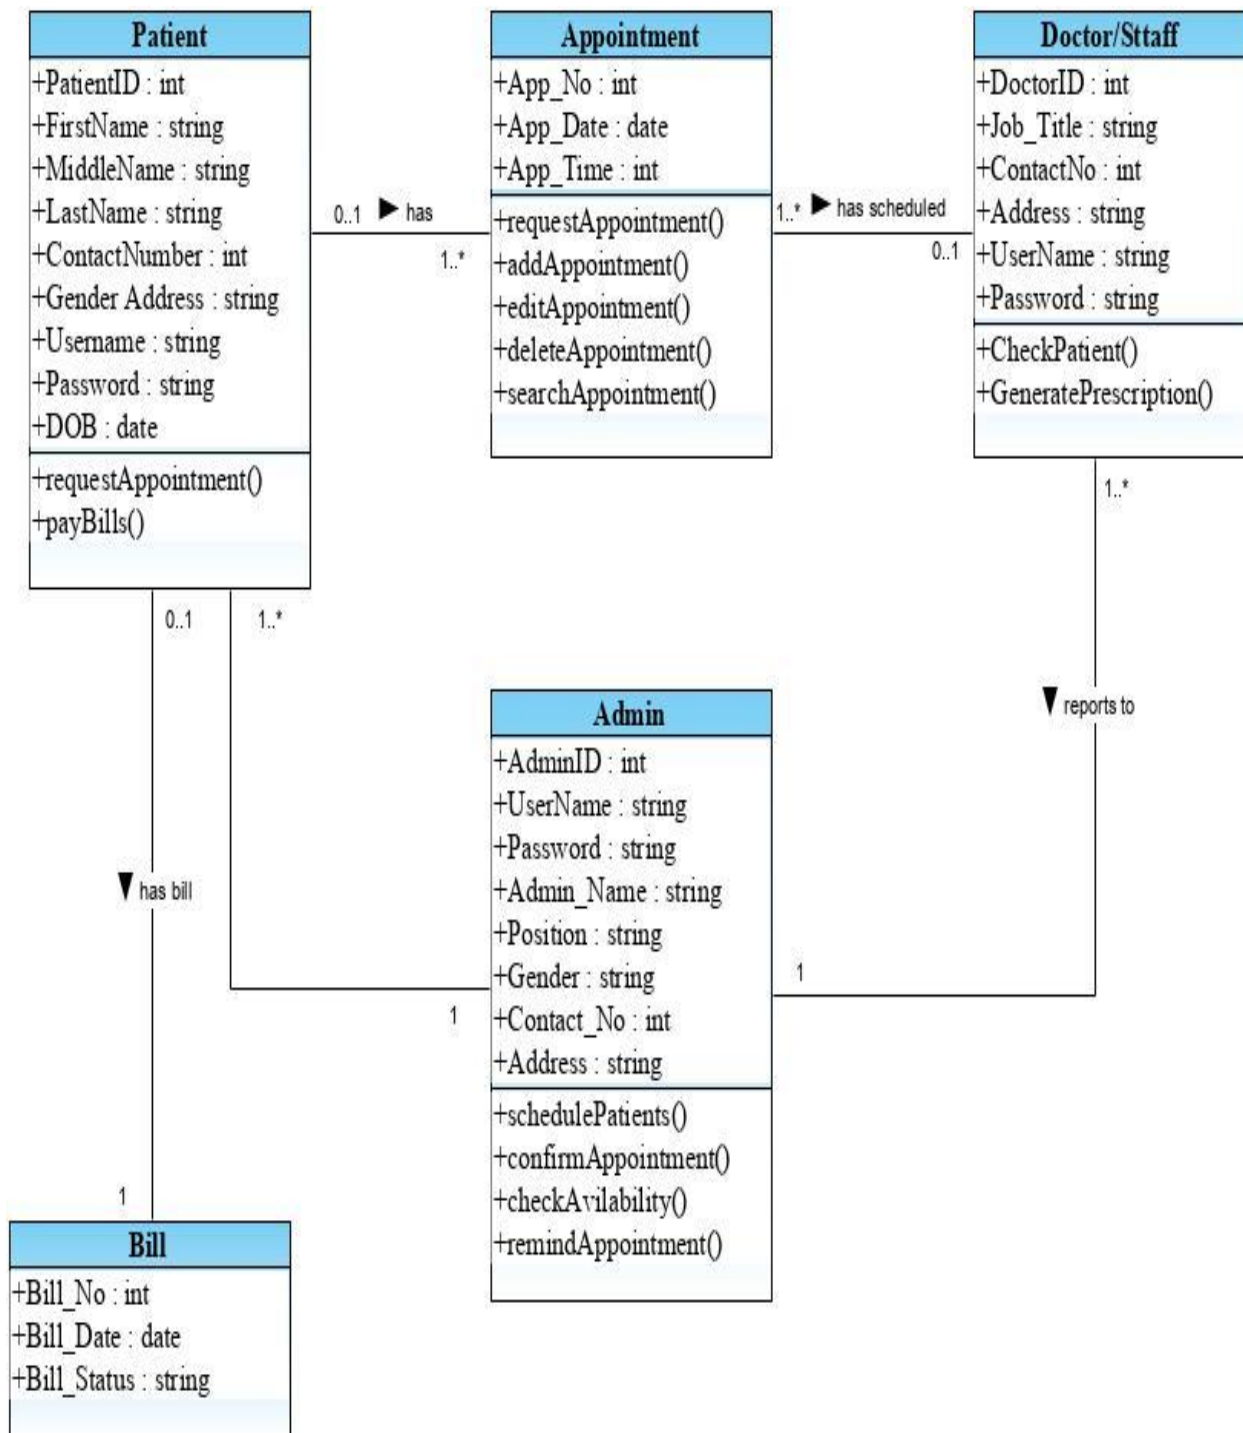 Patient
+PatientID : int
+FirstName : string
+MiddleName : string
+LastName : string
+ContactNumber : int
+Gender Address : string
+Username : string
+Password : string
+DOB : date
+requestAppointment()
+payBills()
0..1
has
1..*
Appointment
+App_No : int
+App_Date : date
+App_Time : int
+requestAppointment()
+addAppointment()
+editAppointment()
+deleteAppointment()
+searchAppointment()
1..*
has scheduled
0..1
Doctor/Sttaff
+DoctorID : int
+Job_Title : string
+ContactNo : int
+Address : string
+UserName : string
+Password : string
+CheckPatient()
+GeneratePrescription()
1..*
reports to
1
0..1
1..*
has bill
1
1
Admin
+AdminID : int
+UserName : string
+Password : string
+Admin_Name : string
+Position : string
+Gender : string
+Contact_No : int
+Address : string
+schedulePatients()
+confirmAppointment()
+checkAvilability()
+remindAppointment()
Bill
+Bill_No : int
+Bill_Date : date
+Bill_Status : string